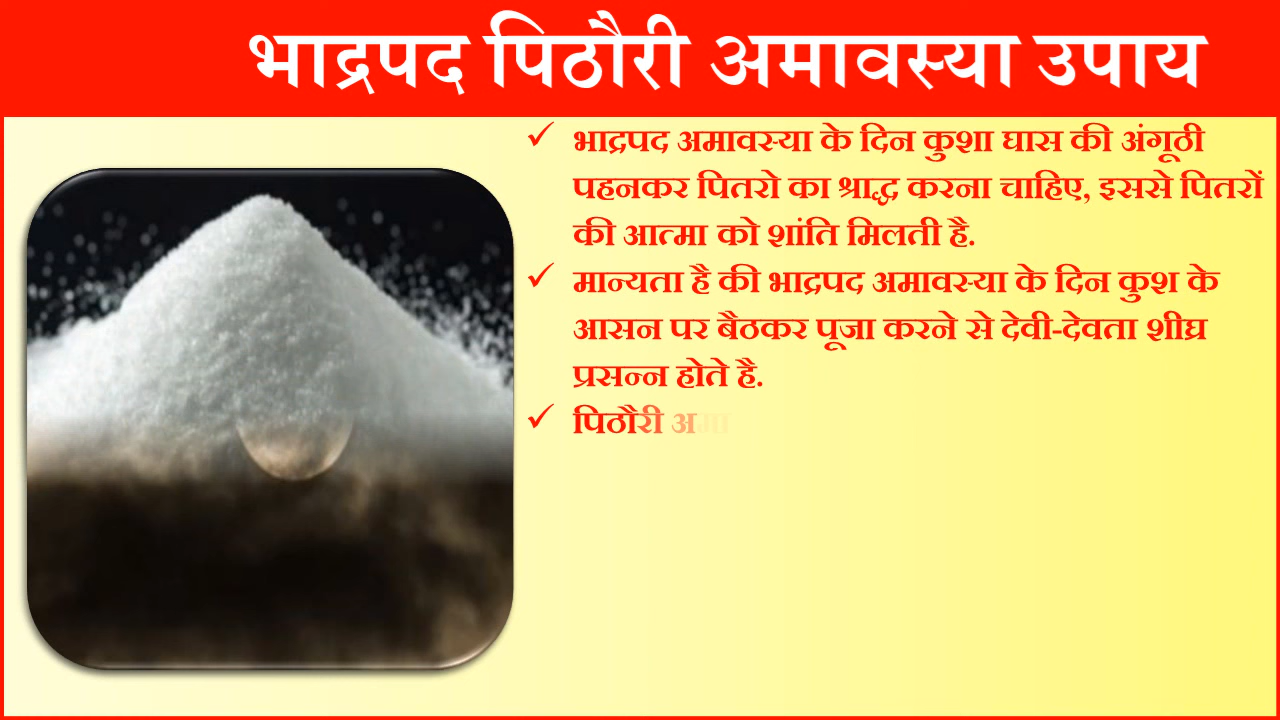 भाद्रपद पिठौरी अमावस्या उपाय
✓ भाद्रपद अमावस्या के दिन कुशा घास की अंगूठी
पहनकर पितरो का श्राद्ध करना चाहिए, इससे पितरों
की आत्मा को शांति मिलती है.
✓ मान्यता है की भाद्रपद अमावस्या के दिन कुश के
आसन पर बैठकर पूजा करने से देवी-देवता शीघ्र
प्रसन्न होते है.
✓ पिठौरी अमा